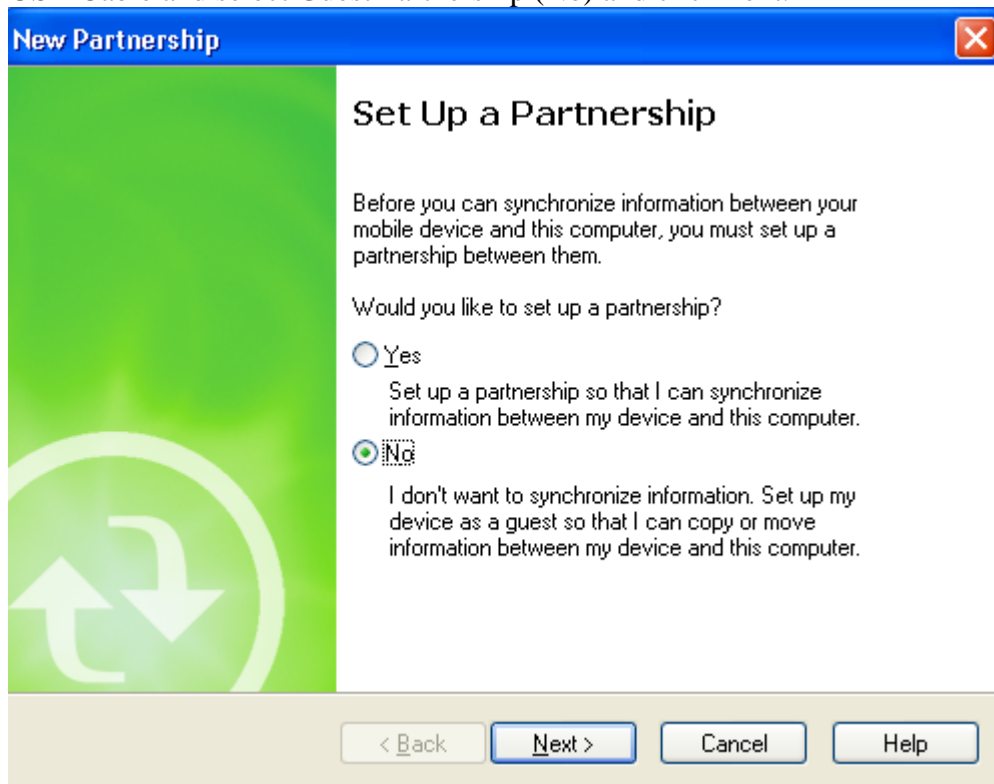 New Partnership
Set Up a Partnership
Before you can synchronize information between your
mobile device and this computer, you must set up a
partnership between them.
Would you like to set up a partnership?
Yes
Set up a partnership so that I can synchronize
information between my device and this computer.
No
I don't want to synchronize information. Set up my
device as a guest so that I can copy or move
information between my device and this computer.
< Back
Next >
Cancel
Help